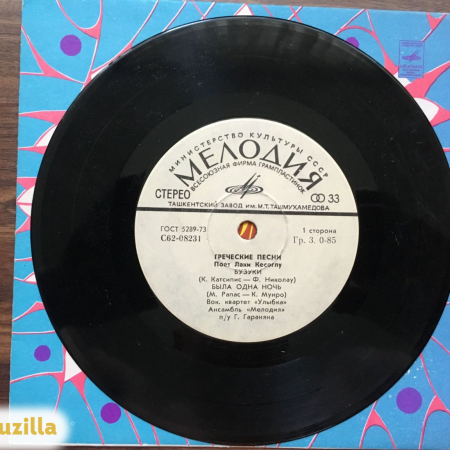 МИНИСТЕРСТВО КУЛЬТУРЫ СССР
МЕЛОДИЯ
ВСЕСОЮЗНАЯ ФИРМА ГРАМПЛАСТИНОК
СТЕРЕО
33
ТАШКЕНТСКИЙ ЗАВОД ИМ. М.Т. ТАШМУХАМЕДОВА
ГОСТ 5289-73
1 сторона
С62-08231
Гр. 3. 0-85
ГРЕЧЕСКИЕ ПЕСНИ
Поет Лаки Кесоглу
БУЗУКИ
(К. Катсипис — Ф. Николау)
БЫЛА ОДНА НОЧЬ
(М. Рапас — К. Мунро)
Вок. квартет "Улыбка"
Ансамбль "Мелодия"
п/у Г. Гараняна
uzilla